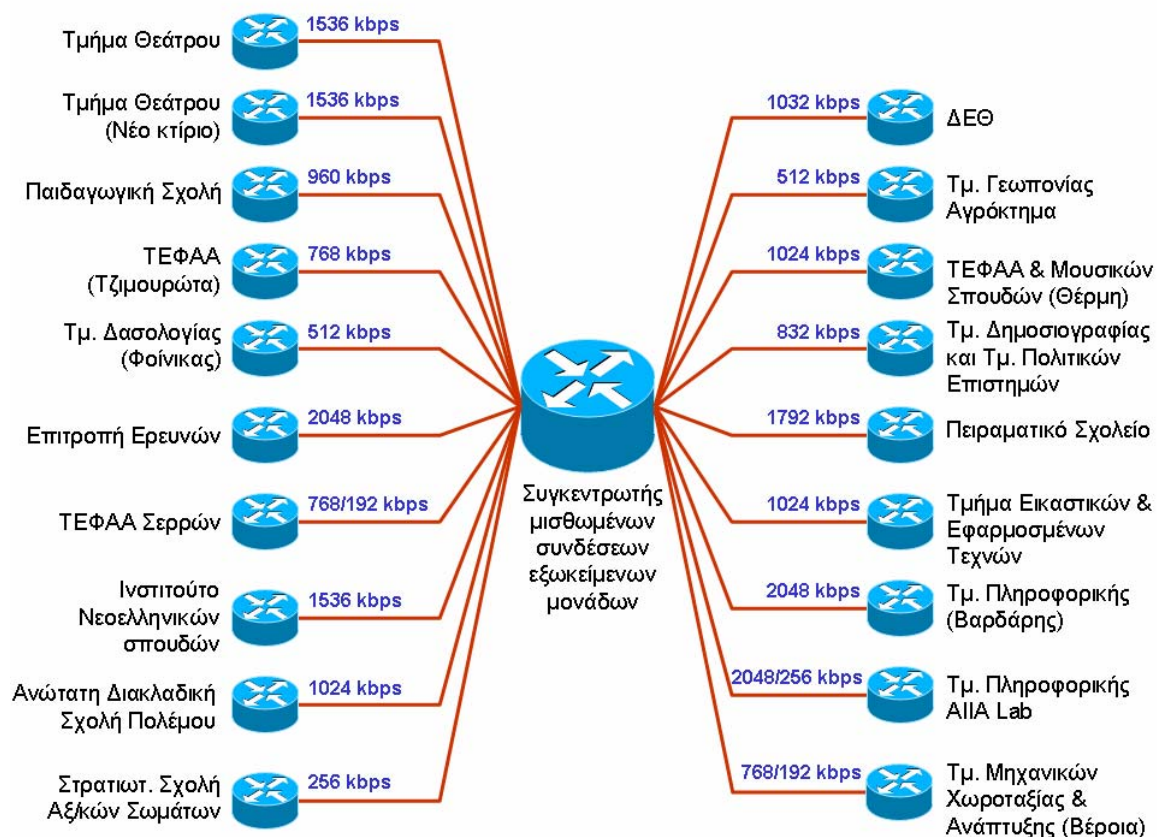 Τμήμα Θεάτρου
1536 kbps
Τμήμα Θεάτρου
(Νέο κτίριο)
1536 kbps
Παιδαγωγική Σχολή
960 kbps
ΤΕΦΑΑ
(Τζιμουρώτα)
768 kbps
Τμ. Δασολογίας
(Φοίνικας)
512 kbps
Επιτροπή Ερευνών
2048 kbps
ΤΕΦΑΑ Σερρών
768/192 kbps
Ινστιτούτο
Νεοελληνικών
σπουδών
1536 kbps
Ανώτατη Διακλαδική
Σχολή Πολέμου
1024 kbps
Στρατιωτ. Σχολή
Αξ/κών Σωμάτων
256 kbps
Συγκεντρωτής
μισθωμένων
συνδέσεων
εξωκείμενων
μονάδων
1032 kbps
ΔΕΘ
512 kbps
Τμ. Γεωπονίας
Αγρόκτημα
1024 kbps
ΤΕΦΑΑ & Μουσικών
Σπουδών (Θέρμη)
832 kbps
Τμ. Δημοσιογραφίας
και Τμ. Πολιτικών
Επιστημών
1792 kbps
Πειραματικό Σχολείο
1024 kbps
Τμήμα Εικαστικών &
Εφαρμοσμένων
Τεχνών
2048 kbps
Τμ. Πληροφορικής
(Βαρδάρης)
2048/256 kbps
Τμ. Πληροφορικής
AIIA Lab
768/192 kbps
Τμ. Μηχανικών
Χωροταξίας &
Ανάπτυξης (Βέροια)